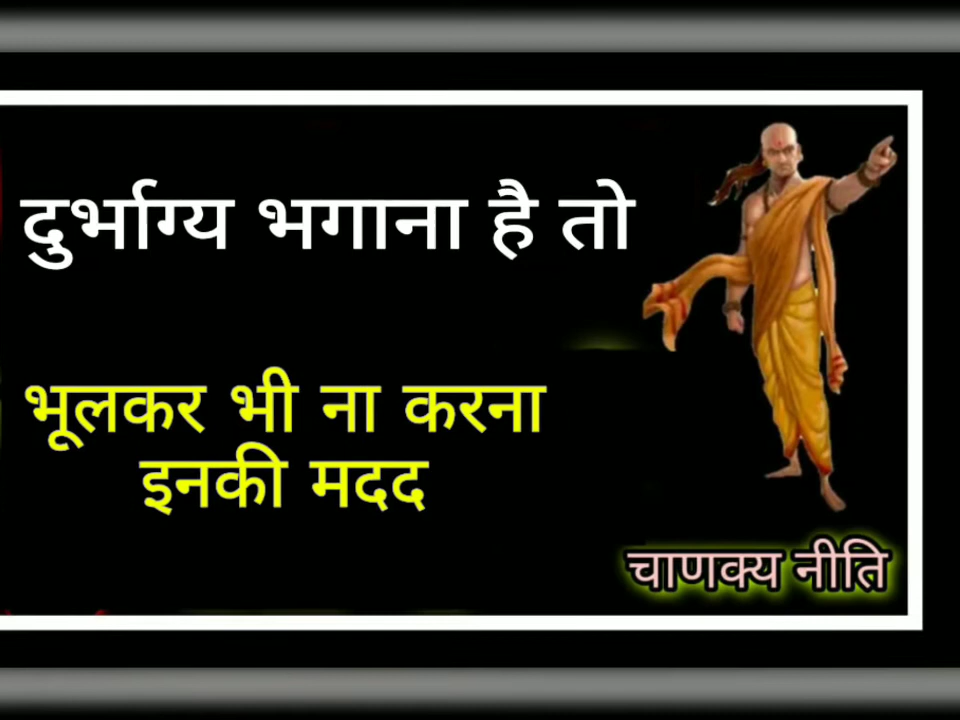 दुर्भाग्य भगाना है तो
भूलकर भी ना करना
इनकी मदद
चाणक्य नीति